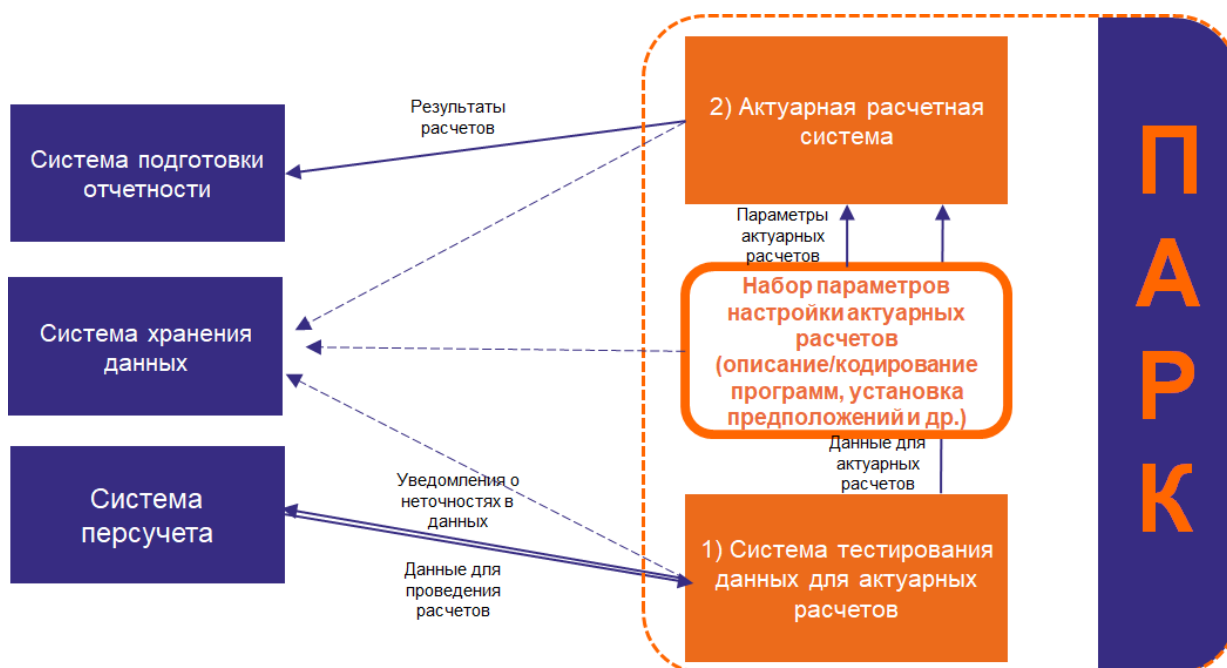 Результаты
расчетов
Система подготовки
отчетности
2) Актуарная расчетная
система
Параметры
актуарных
расчетов
Система хранения
данных
Набор параметров
настройки актуарных
расчетов
(описание/кодирование
программ, установка
предположений и др.)
Данные для
актуарных
расчетов
Система
персучета
Уведомления о
неточностях в
данных
Данные для
проведения
расчетов
1) Система тестирования
данных для актуарных
расчетов
П
А
Р
К